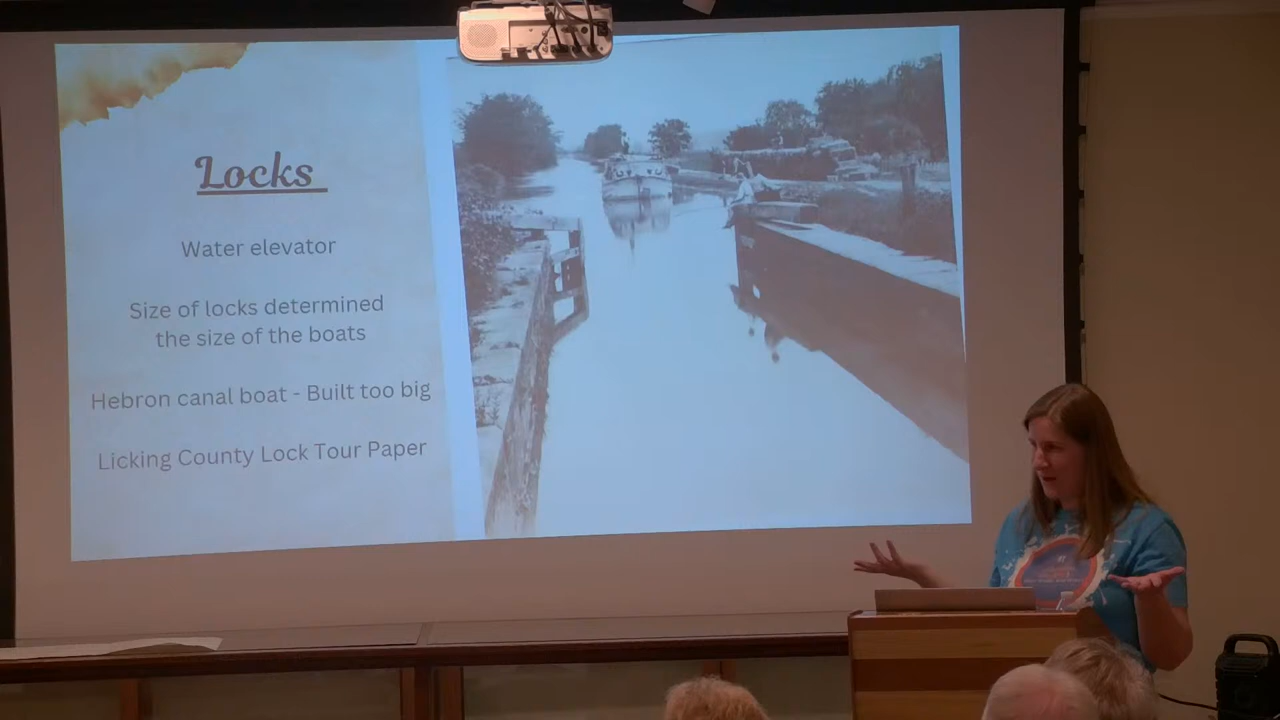 Locks
Water elevator
Size of locks determined
the size of the boats
Hebron canal boat - Built too big
Licking County Lock Tour Paper